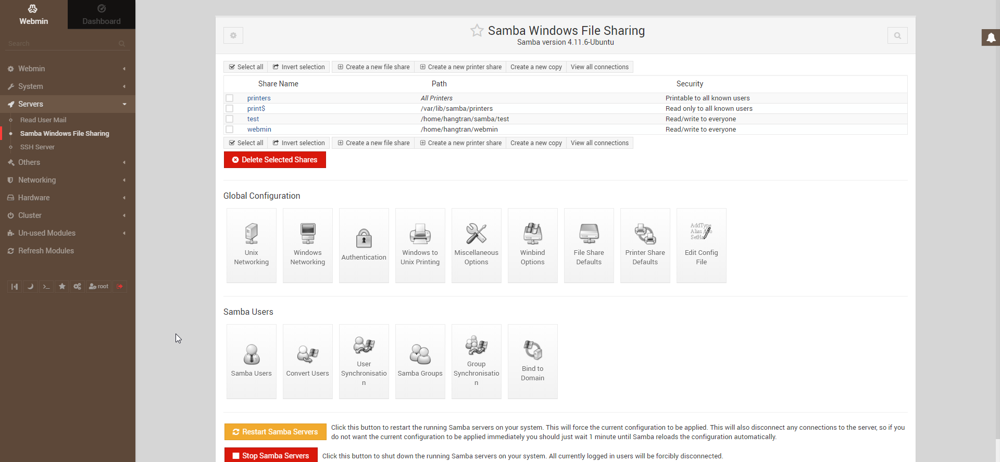 Webmin
Dashboard
Search
Webmin
System
Servers
Read User Mail
Samba Windows File Sharing
SSH Server
Others
Networking
Hardware
Cluster
Un-used Modules
Refresh Modules
root
Samba Windows File Sharing
Samba version 4.11.6-Ubuntu
Select all Invert selection Create a new file share Create a new printer share Create a new copy View all connections
Share Name Path Security
printers All Printers Printable to all known users
print$ /var/lib/samba/printers Read only to all known users
test /home/hangtran/samba/test Read/write to everyone
webmin /home/hangtran/webmin Read/write to everyone
Select all Invert selection Create a new file share Create a new printer share Create a new copy View all connections
Delete Selected Shares
Global Configuration
AddType
Alias
Unix
Networking
Windows
Networking
Authentication
Windows to
Unix Printing
Miscellaneous
Options
Winbind
Options
File Share
Defaults
Printer Share
Defaults
Edit Config
File
Samba Users
Samba Users
Convert Users
User
Synchronisatio
n
Samba Groups
Group
Synchronisatio
n
Bind to
Domain
Restart Samba Servers
Click this button to restart the running Samba servers on your system. This will force the current configuration to be applied. This will also disconnect any connections to the server, so if you
do not want the current configuration to be applied immediately you should just wait 1 minute until Samba reloads the configuration automatically.
Stop Samba Servers
Click this button to shut down the running Samba servers on your system. All currently logged in users will be forcibly disconnected.